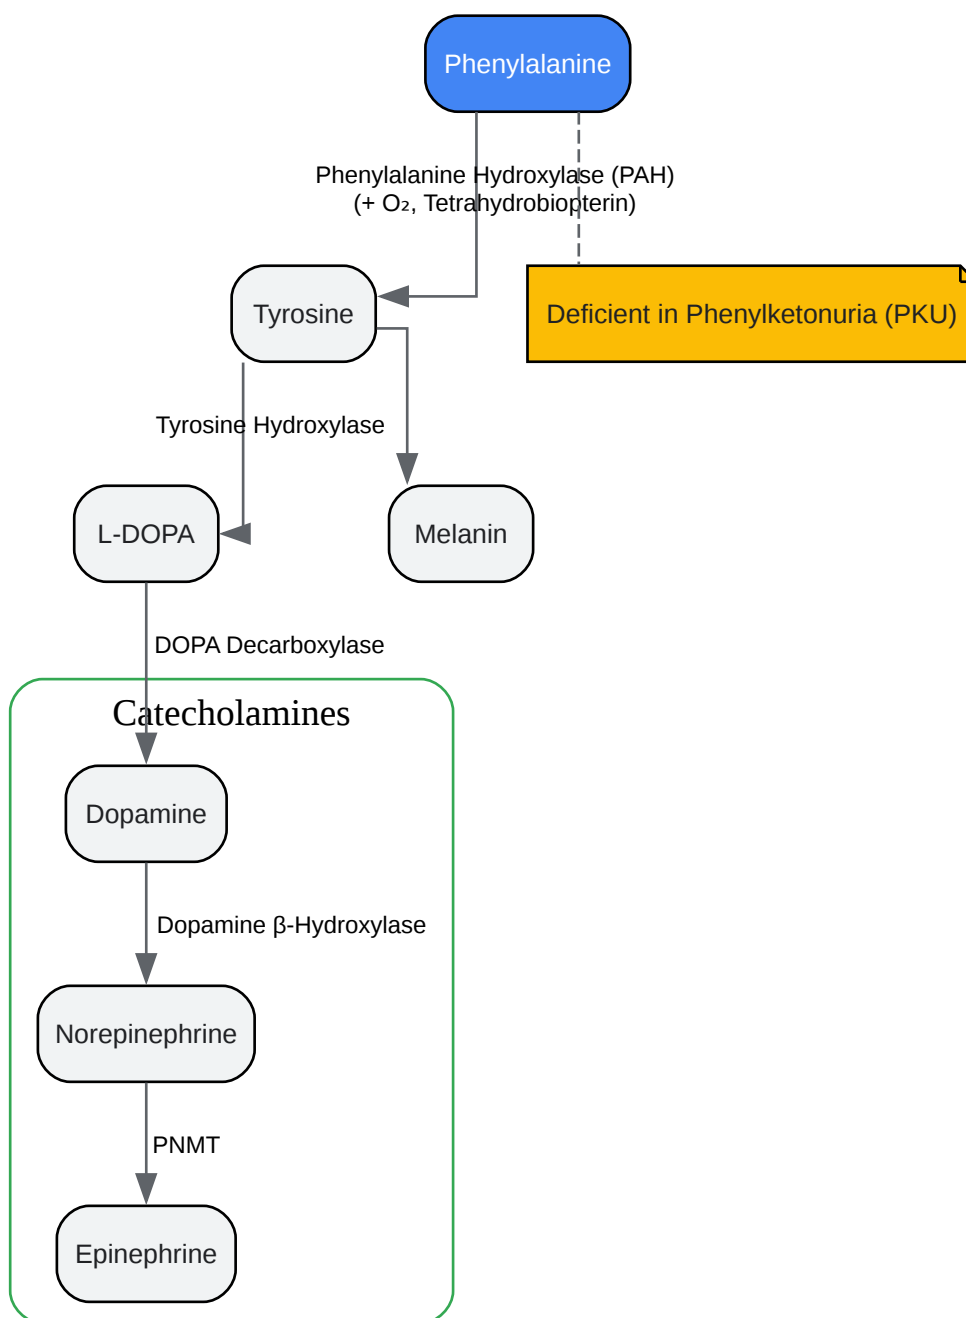 Phenylalanine
Phenylalanine Hydroxylase (PAH)
(+ O₂, Tetrahydrobiopterin)
Tyrosine
Deficient in Phenylketonuria (PKU)
Tyrosine Hydroxylase
L-DOPA
Melanin
DOPA Decarboxylase
Catecholamines
Dopamine
Dopamine β-Hydroxylase
Norepinephrine
PNMT
Epinephrine